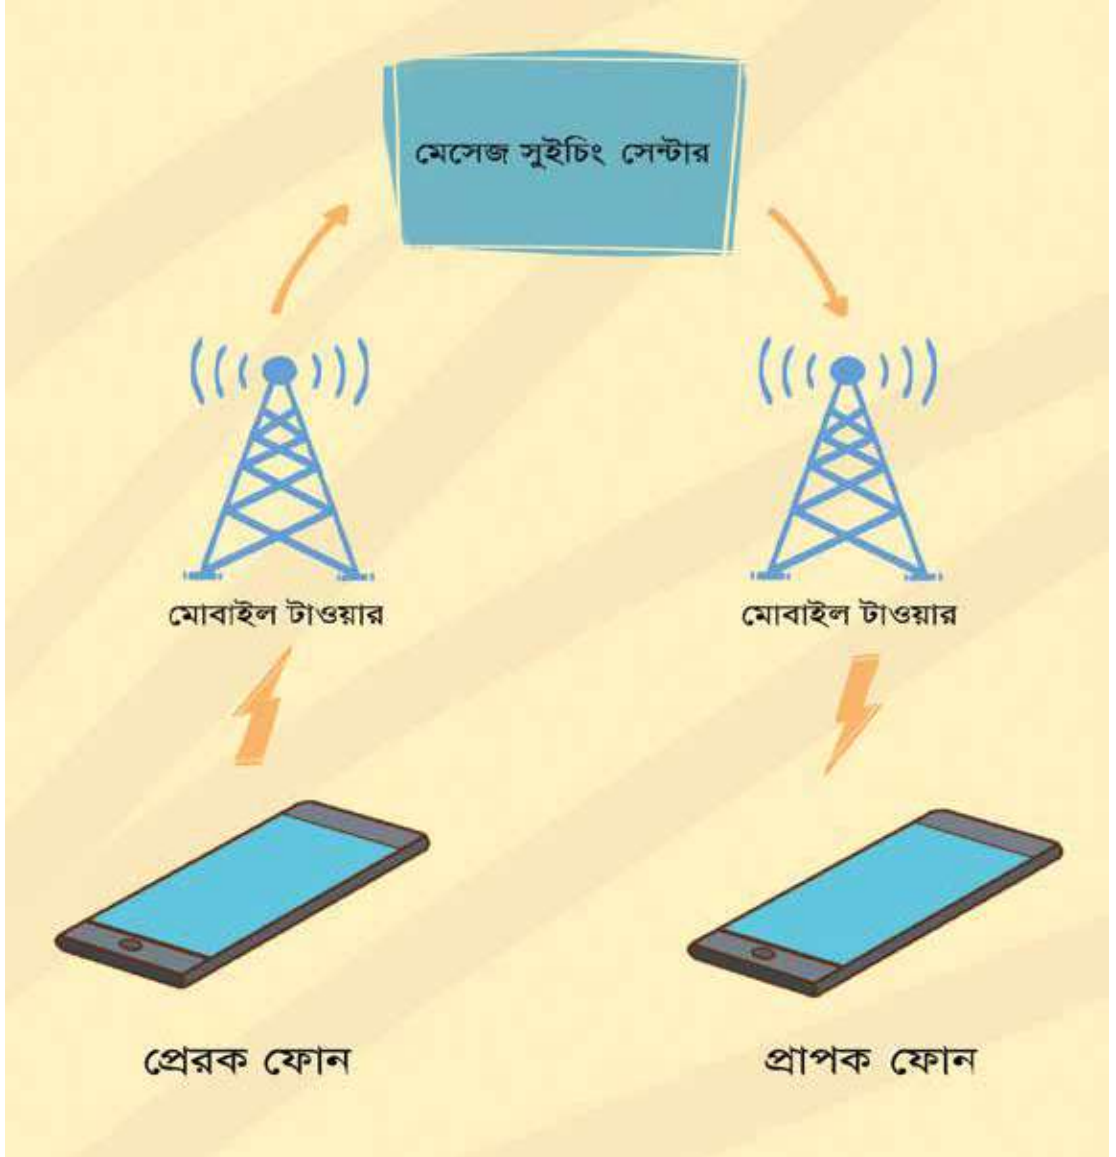 মেসেজ সুইচিং সেন্টার
মোবাইল টাওয়ার
মোবাইল টাওয়ার
প্রেরক ফোন
প্রাপক ফোন